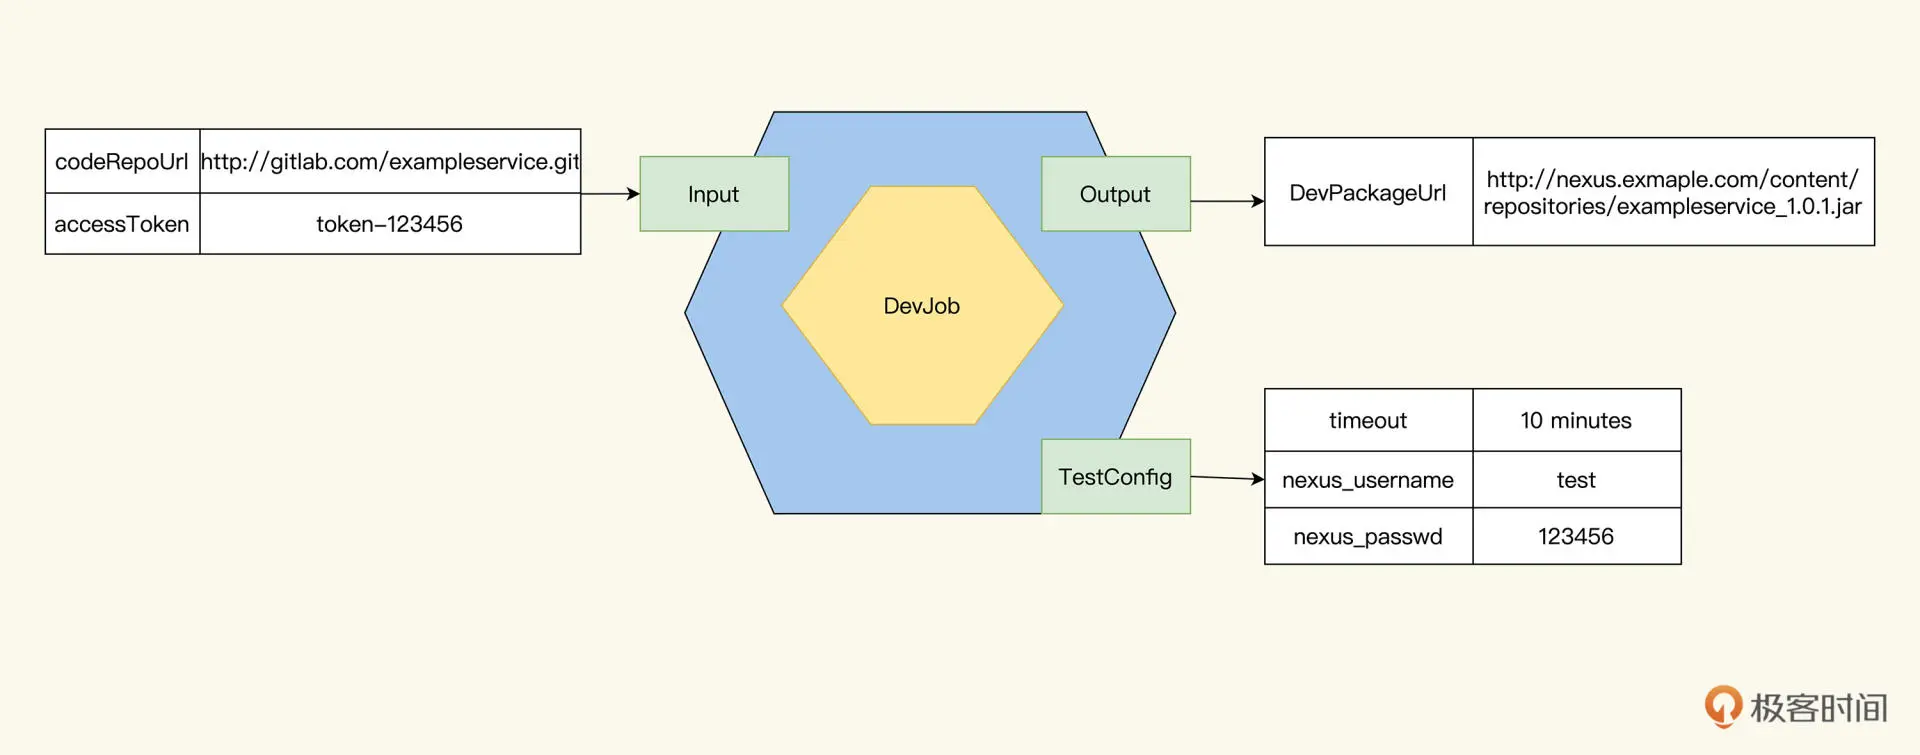 codeRepoUrl http://gitlab.com/exampleservice.git
accessToken token-123456
Input
Output
DevPackageUrl
http://nexus.exmaple.com/content/
repositories/exampleservice_1.0.1.jar
DevJob
TestConfig
timeout 10 minutes
nexus_username test
nexus_passwd 123456
极客时间